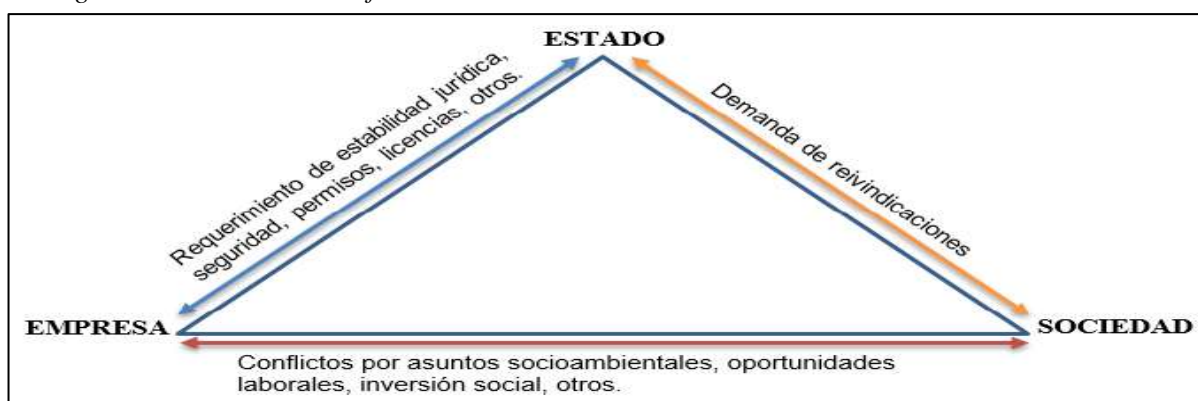 ESTADO
Requerimiento de estabilidad jurídica,
seguridad, permisos, licencias, otros.
Demanda de reivindicaciones
EMPRESA
SOCIEDAD
Conflictos por asuntos socioambientales, oportunidades
laborales, inversión social, otros.